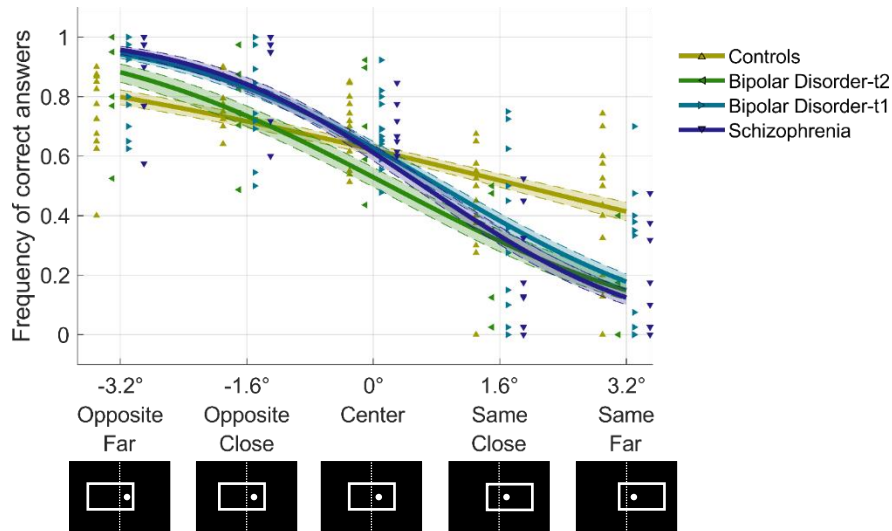 Frequency of correct answers
1
0.8
0.6
0.4
0.2
0
-3.2°
Opposite
Far
-1.6°
Opposite
Close
0°
Center
1.6°
Same
Close
3.2°
Same
Far
Controls
Bipolar Disorder-t2
Bipolar Disorder-t1
Schizophrenia